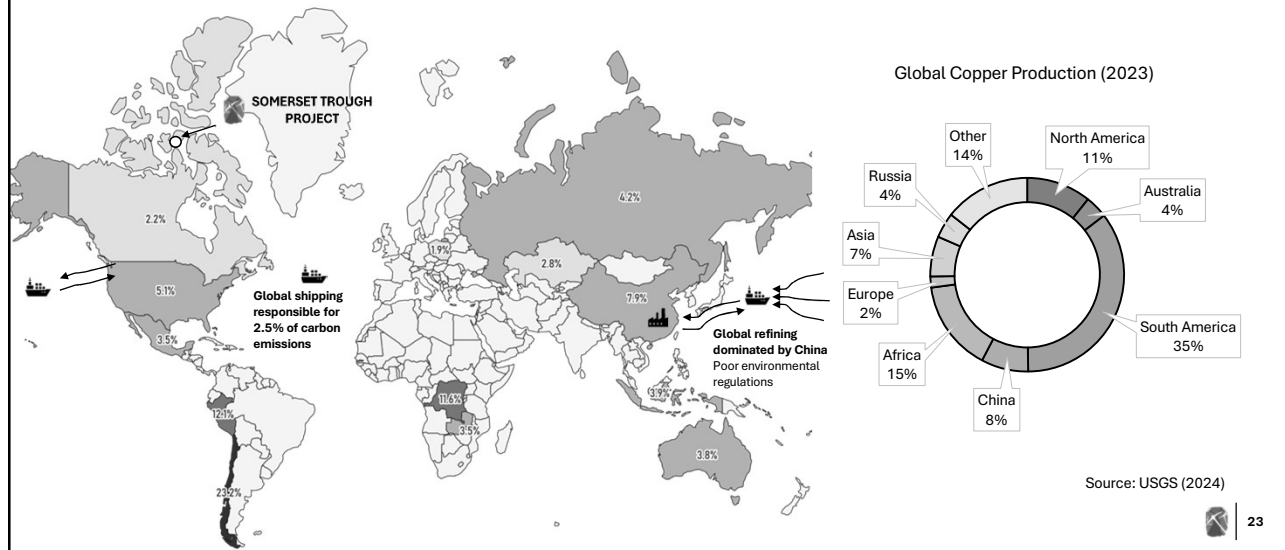 SOMERSET TROUGH
PROJECT
2.2%
5.1%
3.5%
Global shipping
responsible for
2.5% of carbon
emissions
12.1%
23.2%
4.2%
1.9%
2.8%
7.9%
11.6%
3.5%
3.9%
3.8%
Global refining
dominated by China
Poor environmental
regulations
Global Copper Production (2023)
North America
11%
Australia
4%
South America
35%
China
8%
Africa
15%
Europe
2%
Asia
7%
Russia
4%
Other
14%
Source: USGS (2024)
23